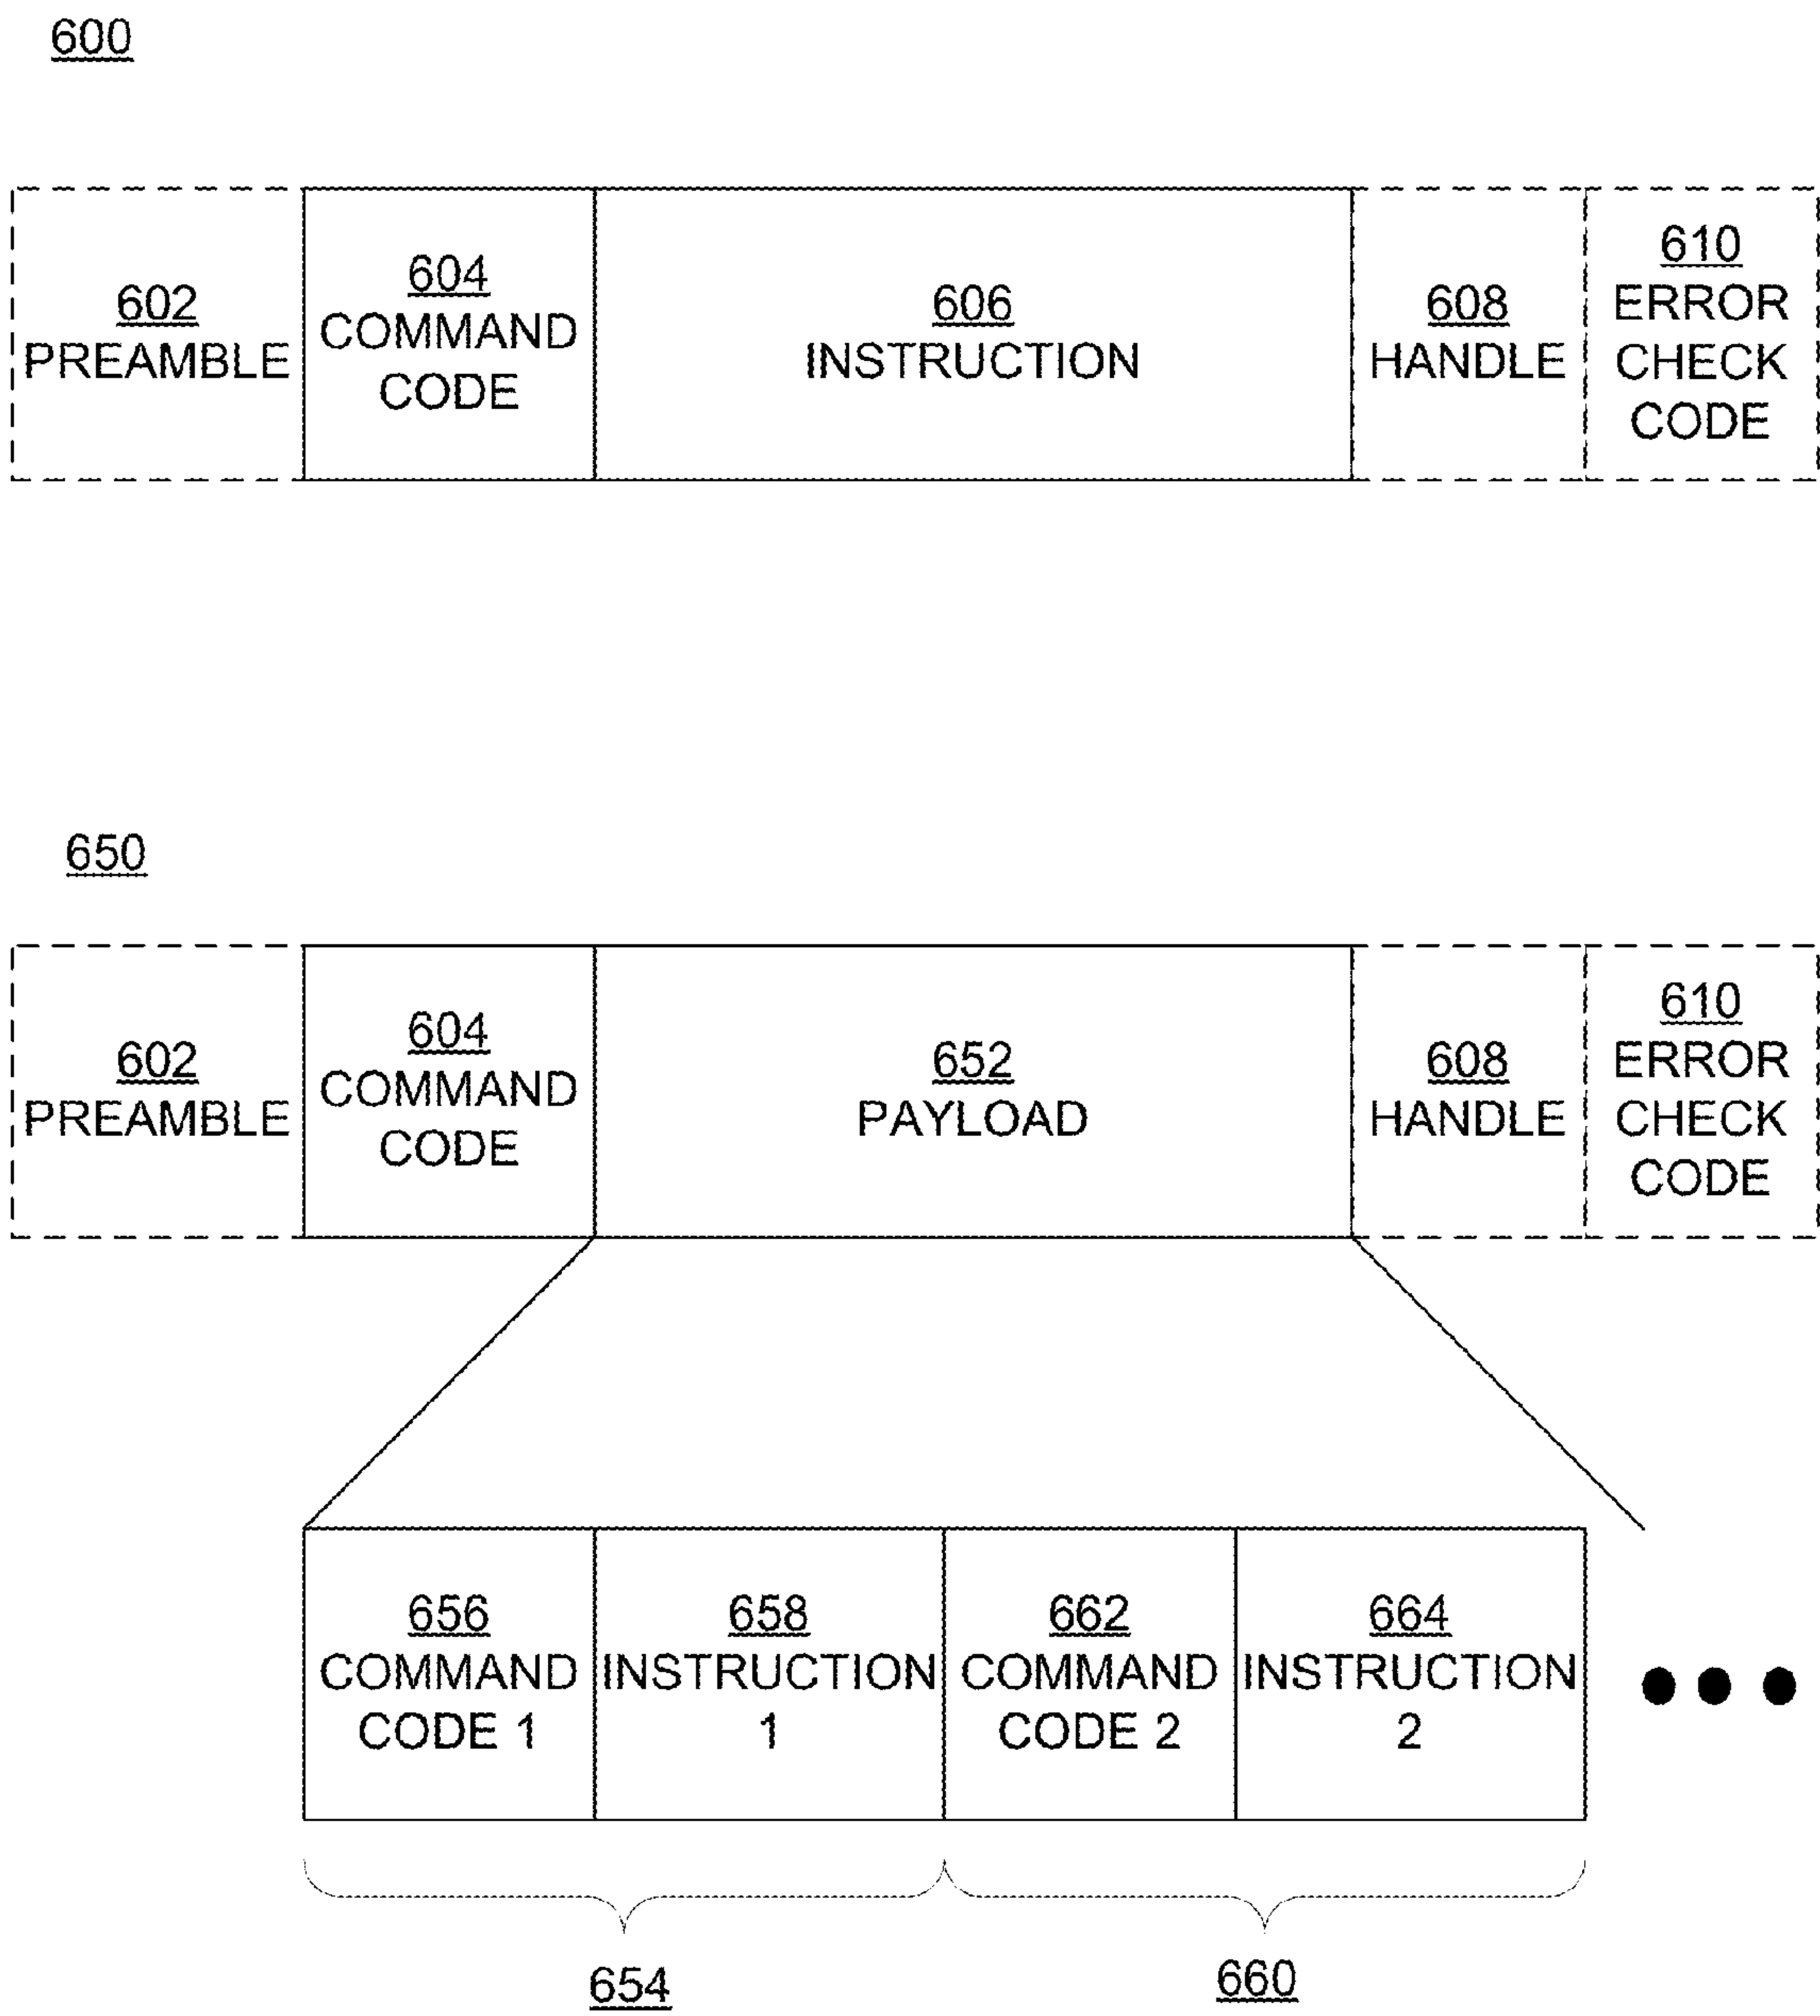 600
602
PREAMBLE
604
COMMAND
CODE
606
INSTRUCTION
608
HANDLE
610
ERROR
CHECK
CODE
650
602
PREAMBLE
604
COMMAND
CODE
652
PAYLOAD
608
HANDLE
610
ERROR
CHECK
CODE
656
COMMAND
CODE 1
658
INSTRUCTION
1
662
COMMAND
CODE 2
664
INSTRUCTION
2
654
660